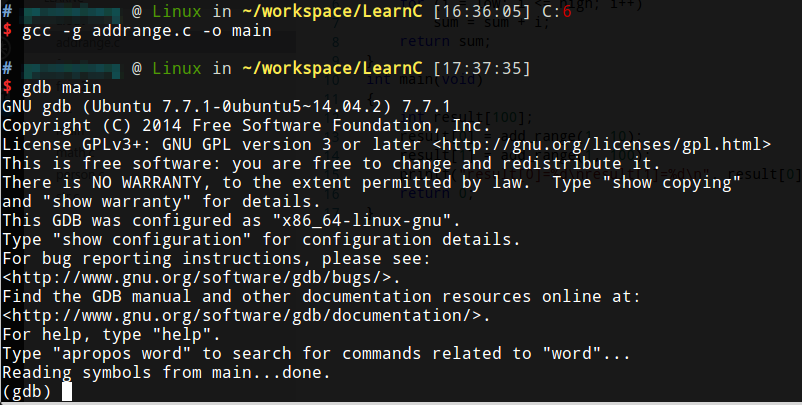 # @ Linux in ~/workspace/LearnC [16:36:05] C:6
$ gcc -g addrange.c -o main
# @ Linux in ~/workspace/LearnC [17:37:35]
$ gdb main
GNU gdb (Ubuntu 7.7.1-0ubuntu5~14.04.2) 7.7.1
Copyright (C) 2014 Free Software Foundation, Inc.
License GPLv3+: GNU GPL version 3 or later <http://gnu.org/licenses/gpl.html>
This is free software: you are free to change and redistribute it.
There is NO WARRANTY, to the extent permitted by law.  Type "show copying"
and "show warranty" for details.
This GDB was configured as "x86_64-linux-gnu".
Type "show configuration" for configuration details.
For bug reporting instructions, please see:
<http://www.gnu.org/software/gdb/bugs/>.
Find the GDB manual and other documentation resources online at:
<http://www.gnu.org/software/gdb/documentation/>.
For help, type "help".
Type "apropos word" to search for commands related to "word"...
Reading symbols from main...done.
(gdb)